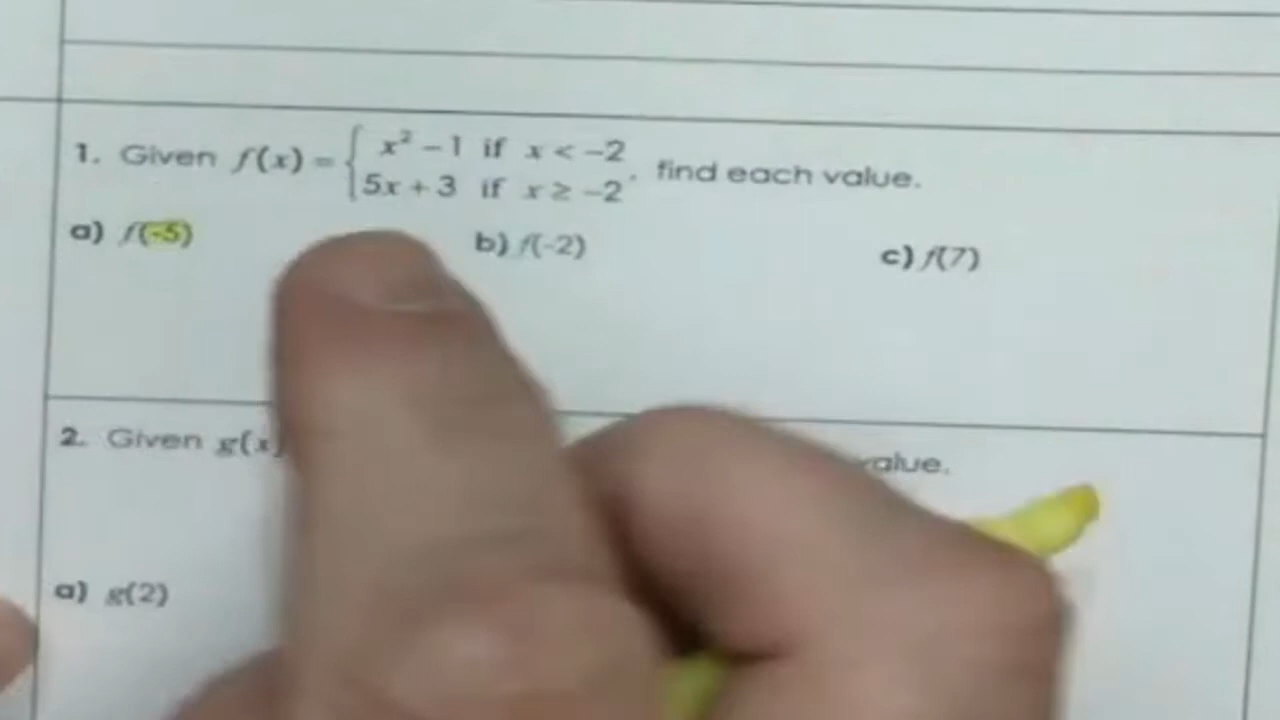 1. Given f(x) = { x² − 1 if x < −2
5x + 3 if x ≥ −2 , find each value.
a) f(-5) b) f(-2) c) f(7)
2. Given g(x) value.
a) g(2)